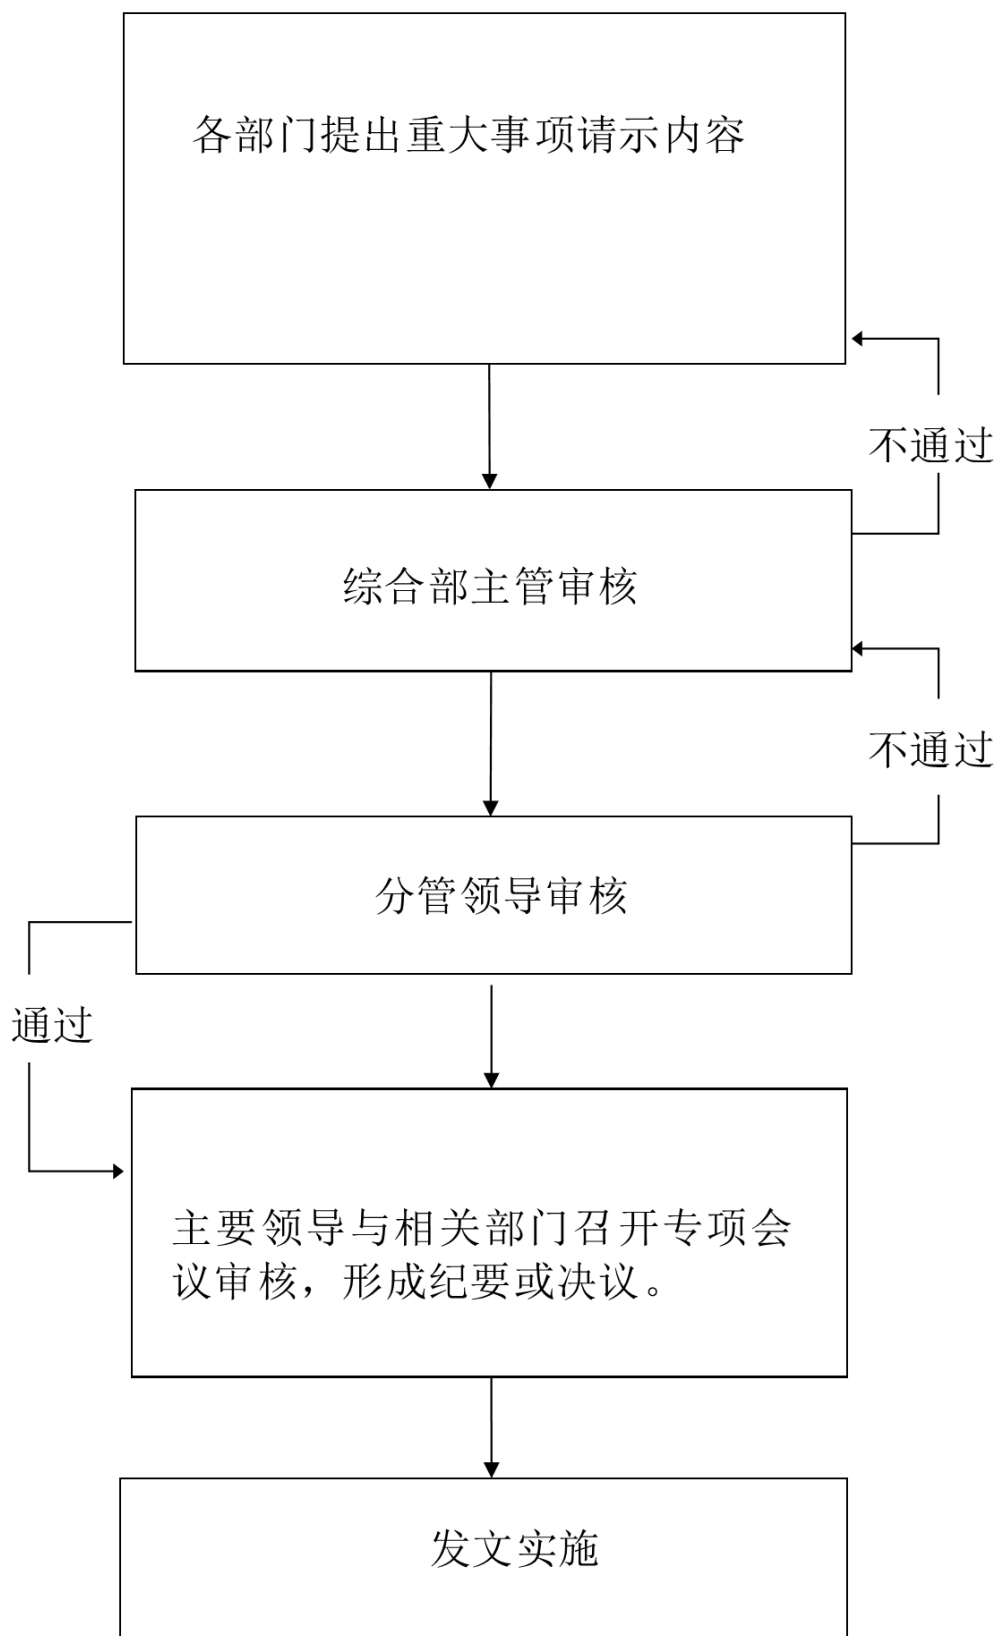 各部门提出重大事项请示内容
不通过
综合部主管审核
不通过
分管领导审核
通过
主要领导与相关部门召开专项会
议审核，形成纪要或决议。
发文实施